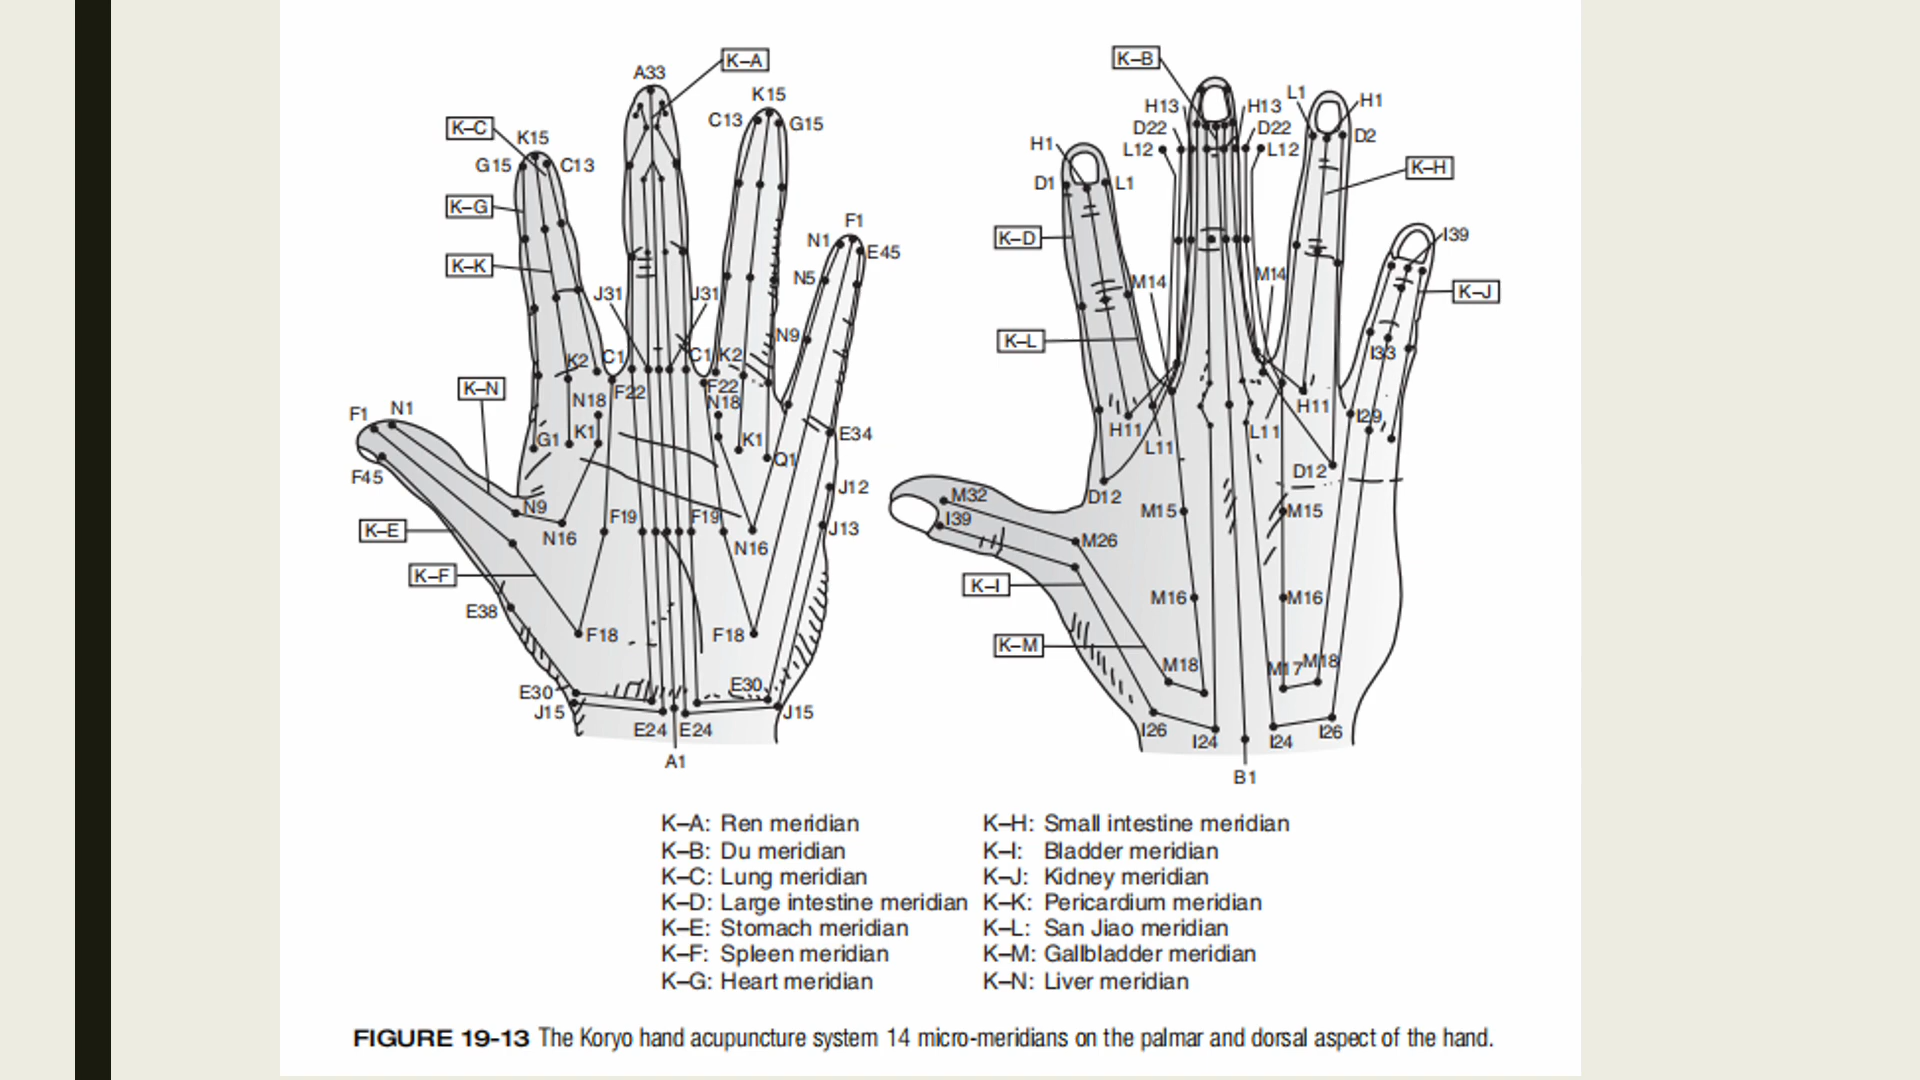 K–A
A33
K15
C13
G15
K–C
K15
G15
C13
K–G
K–K
F1
N1
E45
N5
J31
J31
N9
K2
C1
C1
K2
K–N
F22
F22
N18
N18
F1
N1
G1
K1
K1
Q1
E34
F45
J12
N9
F19
F19
J13
K–E
N16
N16
K–F
E38
F18
F18
E30
E30
J15
J15
E24
E24
A1
K–B
L1
H1
H13
H13
D22
D22
D2
L12
L12
H1
K–H
D1
L1
I39
K–D
M14
M14
K–J
K–L
I33
H11
H11
I29
L11
L11
D12
D12
M32
I39
M15
M15
M26
K–I
M16
M16
K–M
M18
M17
M18
I26
I24
I24
I26
B1
K–A: Ren meridian
K–B: Du meridian
K–C: Lung meridian
K–D: Large intestine meridian
K–E: Stomach meridian
K–F: Spleen meridian
K–G: Heart meridian
K–H: Small intestine meridian
K–I: Bladder meridian
K–J: Kidney meridian
K–K: Pericardium meridian
K–L: San Jiao meridian
K–M: Gallbladder meridian
K–N: Liver meridian
FIGURE 19-13 The Koryo hand acupuncture system 14 micro-meridians on the palmar and dorsal aspect of the hand.